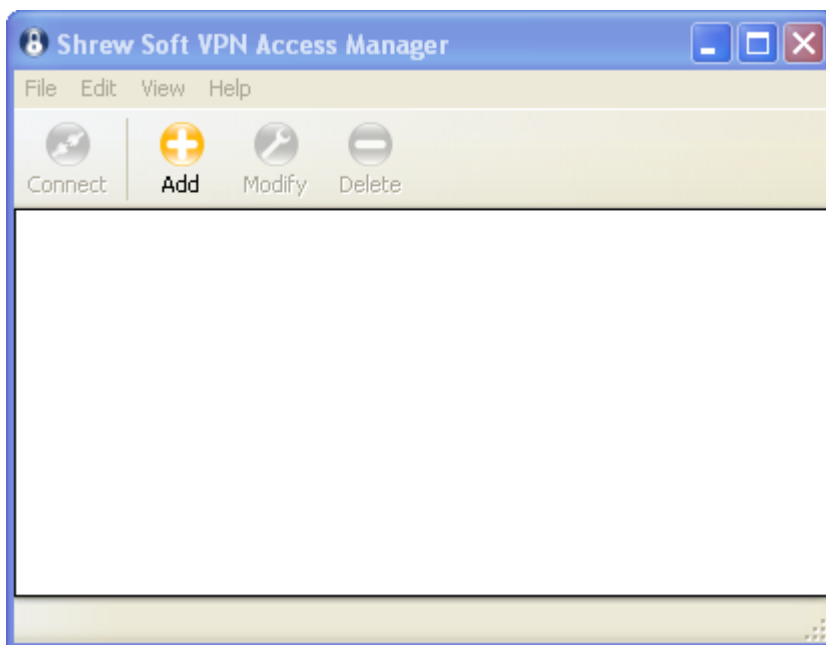 Shrew Soft VPN Access Manager
File Edit View Help
Connect Add Modify Delete